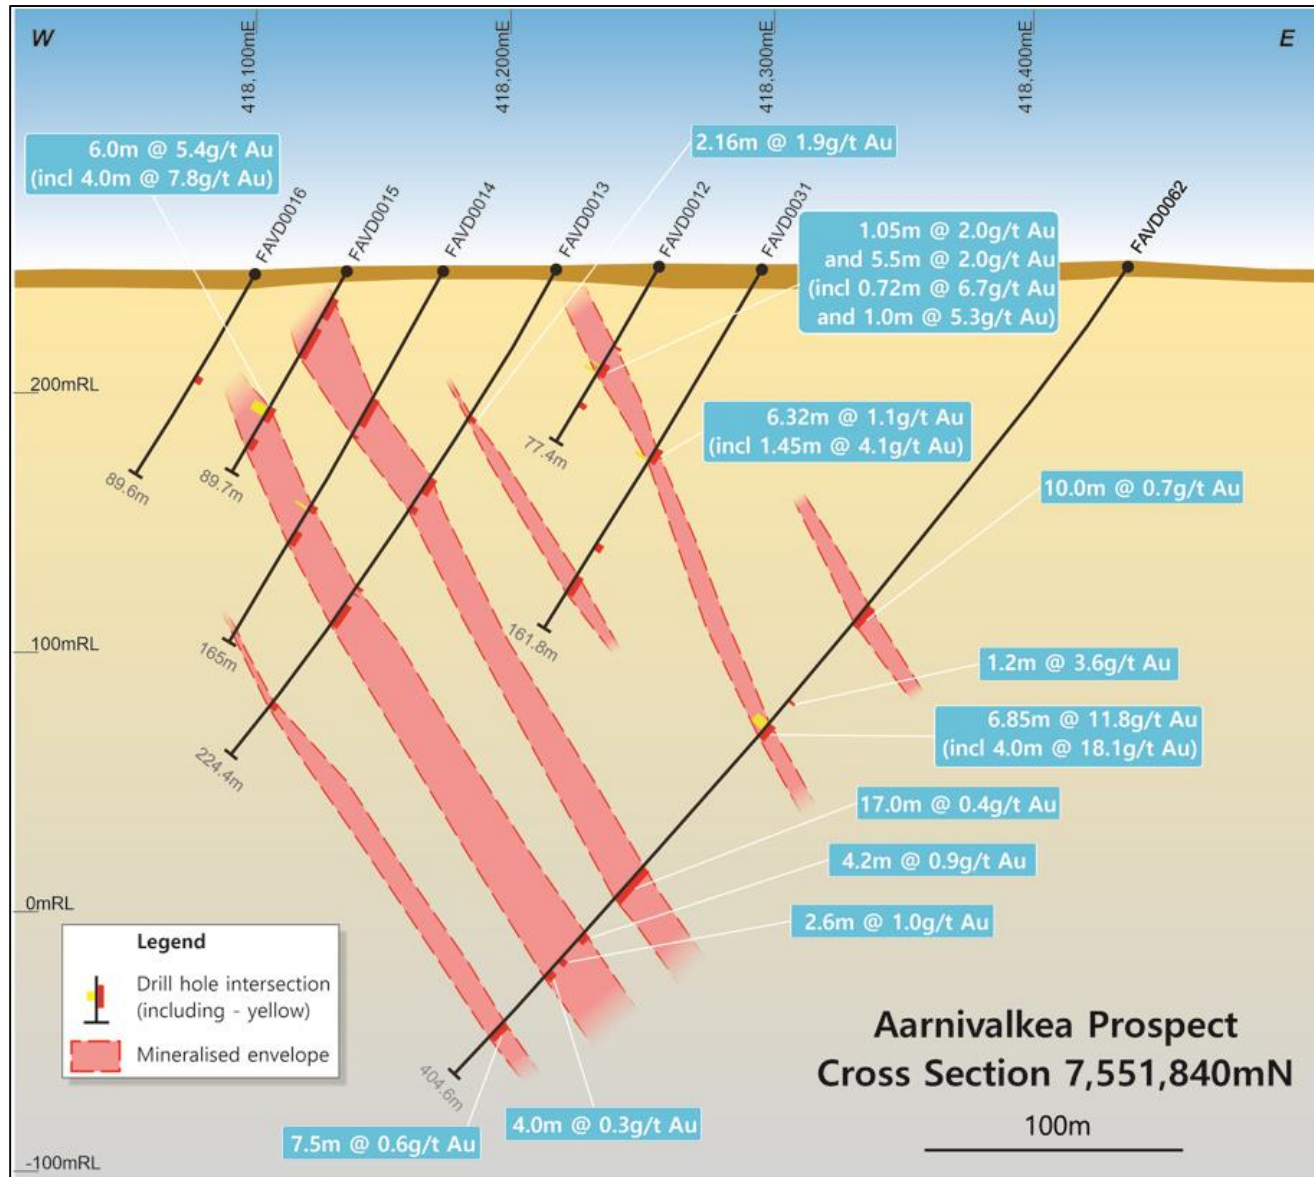 W
E
418,100mE
418,200mE
418,300mE
418,400mE
6.0m @ 5.4g/t Au
(incl 4.0m @ 7.8g/t Au)
2.16m @ 1.9g/t Au
FAVD0016
FAVD0015
FAVD0014
FAVD0013
FAVD0012
FAVD0031
FAVD0062
1.05m @ 2.0g/t Au
and 5.5m @ 2.0g/t Au
(incl 0.72m @ 6.7g/t Au
and 1.0m @ 5.3g/t Au)
200mRL
6.32m @ 1.1g/t Au
(incl 1.45m @ 4.1g/t Au)
77.4m
89.6m
89.7m
10.0m @ 0.7g/t Au
100mRL
165m
161.8m
1.2m @ 3.6g/t Au
6.85m @ 11.8g/t Au
(incl 4.0m @ 18.1g/t Au)
224.4m
17.0m @ 0.4g/t Au
4.2m @ 0.9g/t Au
0mRL
2.6m @ 1.0g/t Au
Legend
Drill hole intersection
(including - yellow)
Mineralised envelope
Aarnivalkea Prospect
Cross Section 7,551,840mN
100m
404.6m
4.0m @ 0.3g/t Au
7.5m @ 0.6g/t Au
-100mRL